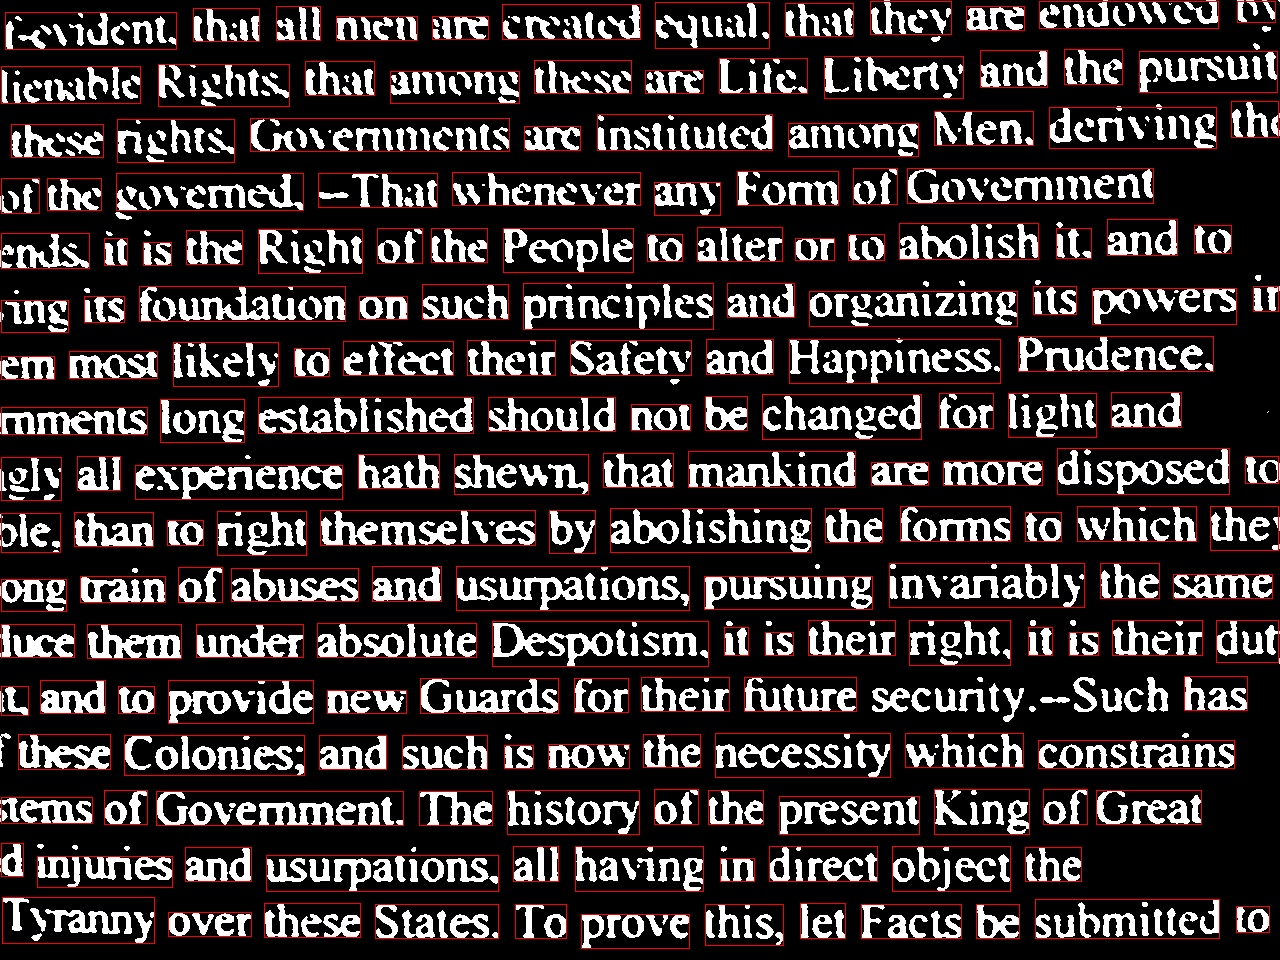 f-evident, that all men are created equal, that they are endowed by
lienable Rights, that among these are Life, Liberty and the pursuit
these rights, Governments are instituted among Men, deriving the
of the governed, --That whenever any Form of Government
ends, it is the Right of the People to alter or to abolish it, and to
ing its foundation on such principles and organizing its powers in
em most likely to effect their Safety and Happiness. Prudence,
rnments long established should not be changed for light and
gly all experience hath shewn, that mankind are more disposed to
ble, than to right themselves by abolishing the forms to which they
ong train of abuses and usurpations, pursuing invariably the same
duce them under absolute Despotism, it is their right, it is their dut
t, and to provide new Guards for their future security.--Such has
f these Colonies; and such is now the necessity which constrains
stems of Government. The history of the present King of Great
d injuries and usurpations, all having in direct object the
Tyranny over these States. To prove this, let Facts be submitted to